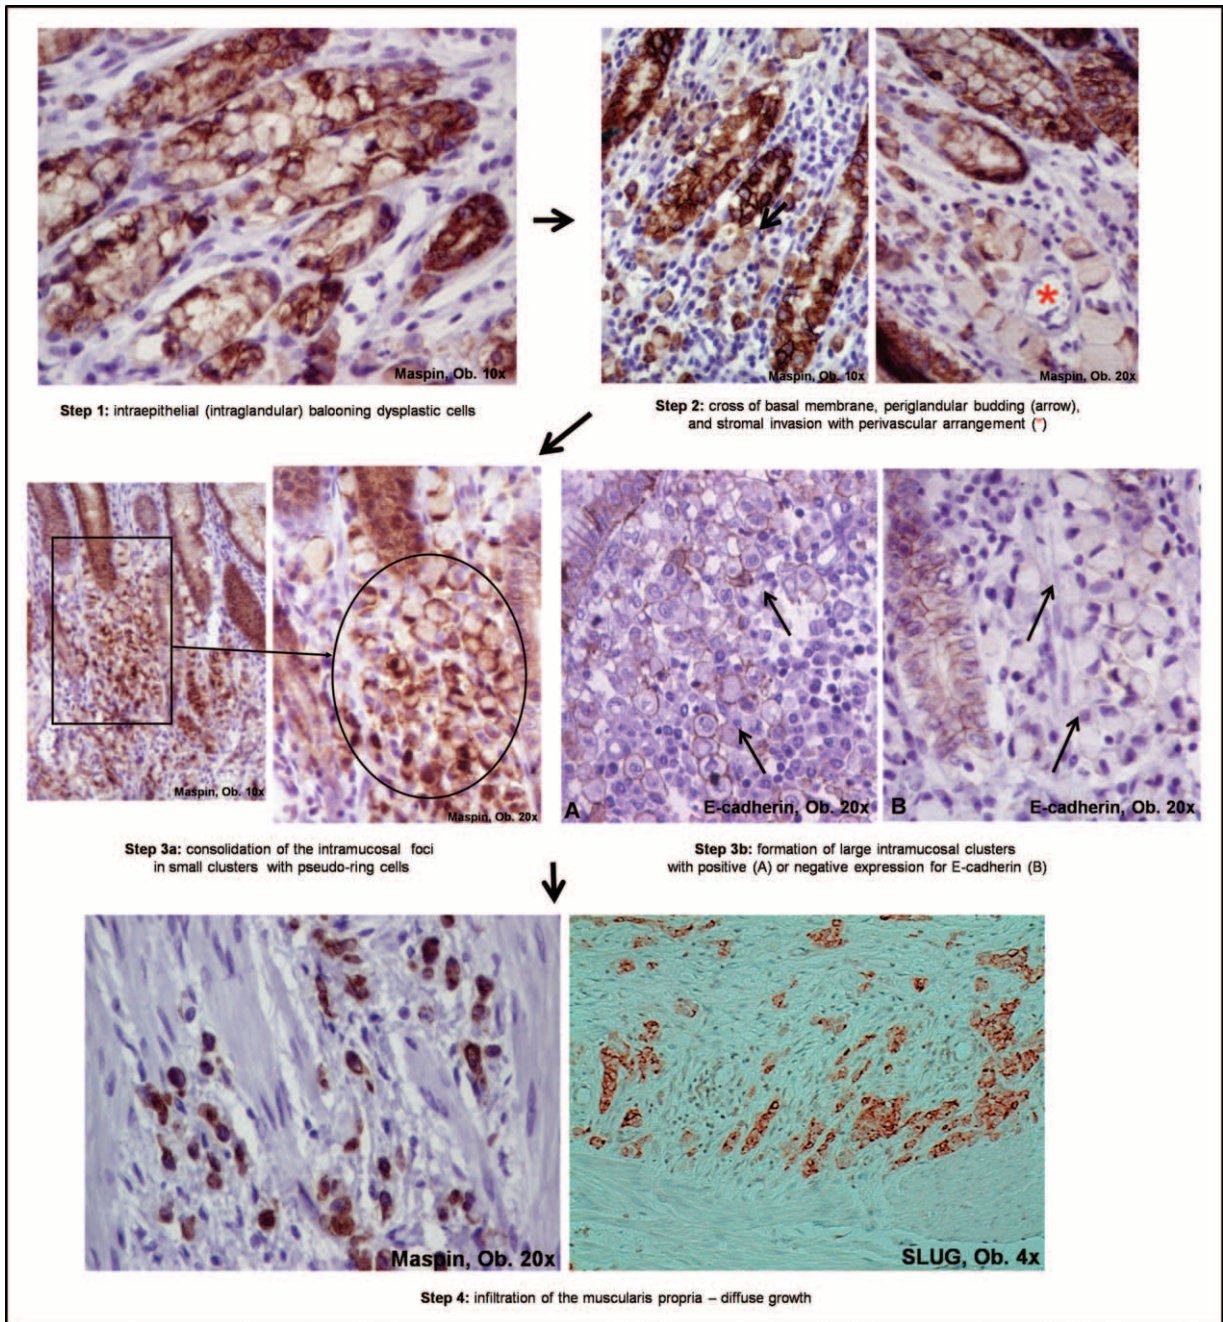 Maspin, Ob. 10x
Maspin, Ob. 10x
*
Maspin, Ob. 20x
Step 1: intraepithelial (intraglandular) balooning dysplastic cells
Step 2: cross of basal membrane, periglandular budding (arrow),
and stromal invasion with perivascular arrangement (*)
Maspin, Ob. 10x
Maspin, Ob. 20x
A
E-cadherin, Ob. 20x
B
E-cadherin, Ob. 20x
Step 3a: consolidation of the intramucosal foci
in small clusters with pseudo-ring cells
Step 3b: formation of large intramucosal clusters
with positive (A) or negative expression for E-cadherin (B)
Maspin, Ob. 20x
SLUG, Ob. 4x
Step 4: infiltration of the muscularis propria – diffuse growth